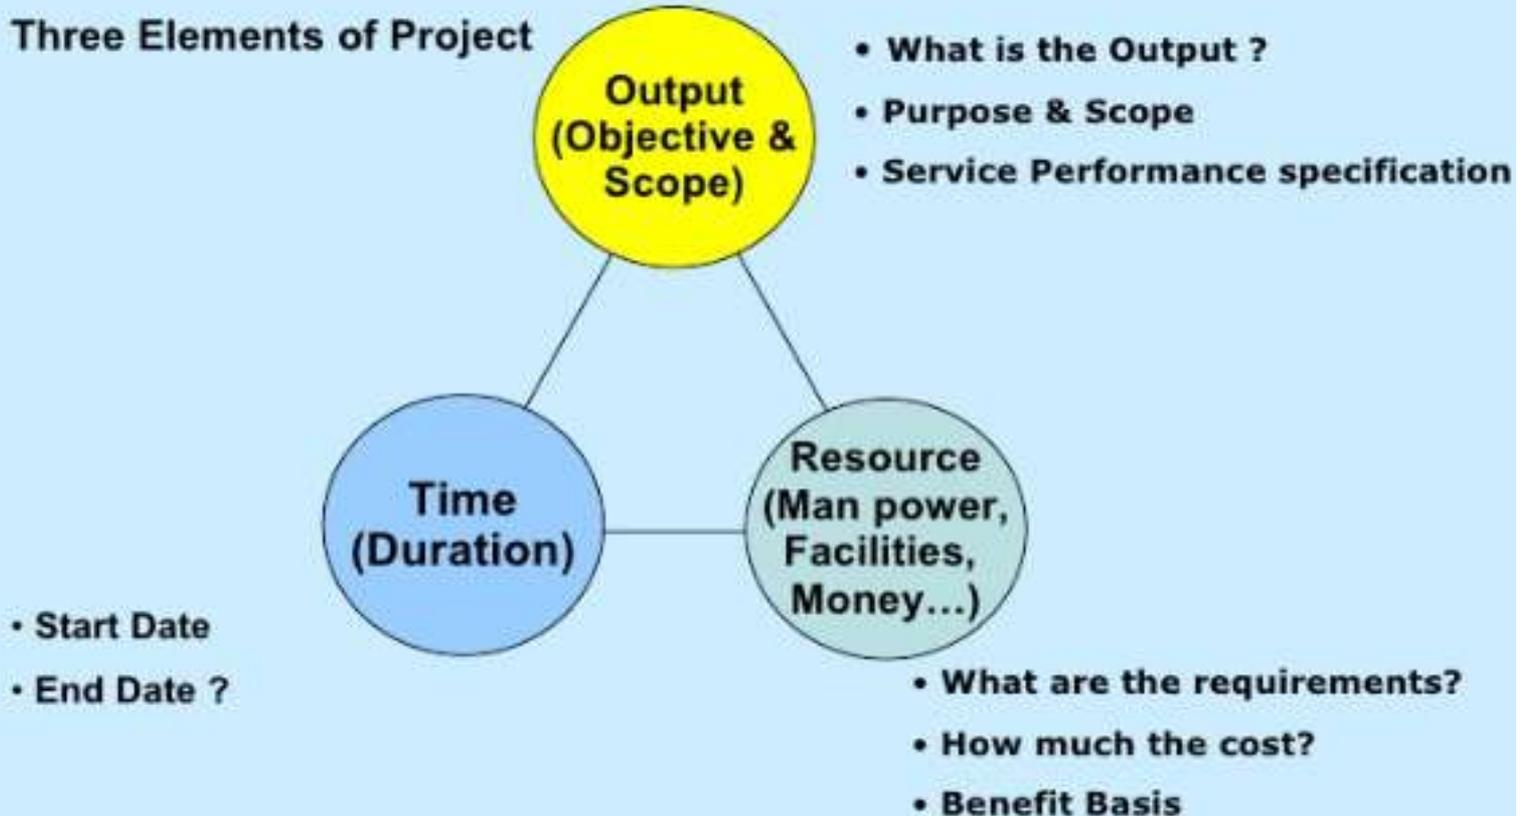 Three Elements of Project
Output
(Objective &
Scope)
• What is the Output ?
• Purpose & Scope
• Service Performance specification
Time
(Duration)
Resource
(Man power,
Facilities,
Money...)
• Start Date
• End Date ?
• What are the requirements?
• How much the cost?
• Benefit Basis